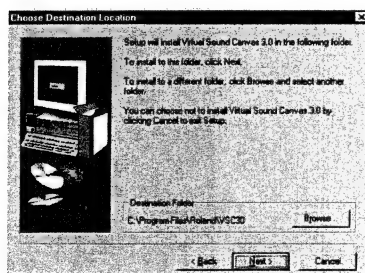 Choose Destination Location
Setup will install Virtual Sound Canvas 3.0 in the following folder.
To install to this folder, click Next.
To install to a different folder, click Browse and select another
folder.
You can choose not to install Virtual Sound Canvas 3.0 by
clicking Cancel to exit Setup.
Destination Folder
C:\Program Files\Roland\VSC30
Browse...
< Back
Next >
Cancel